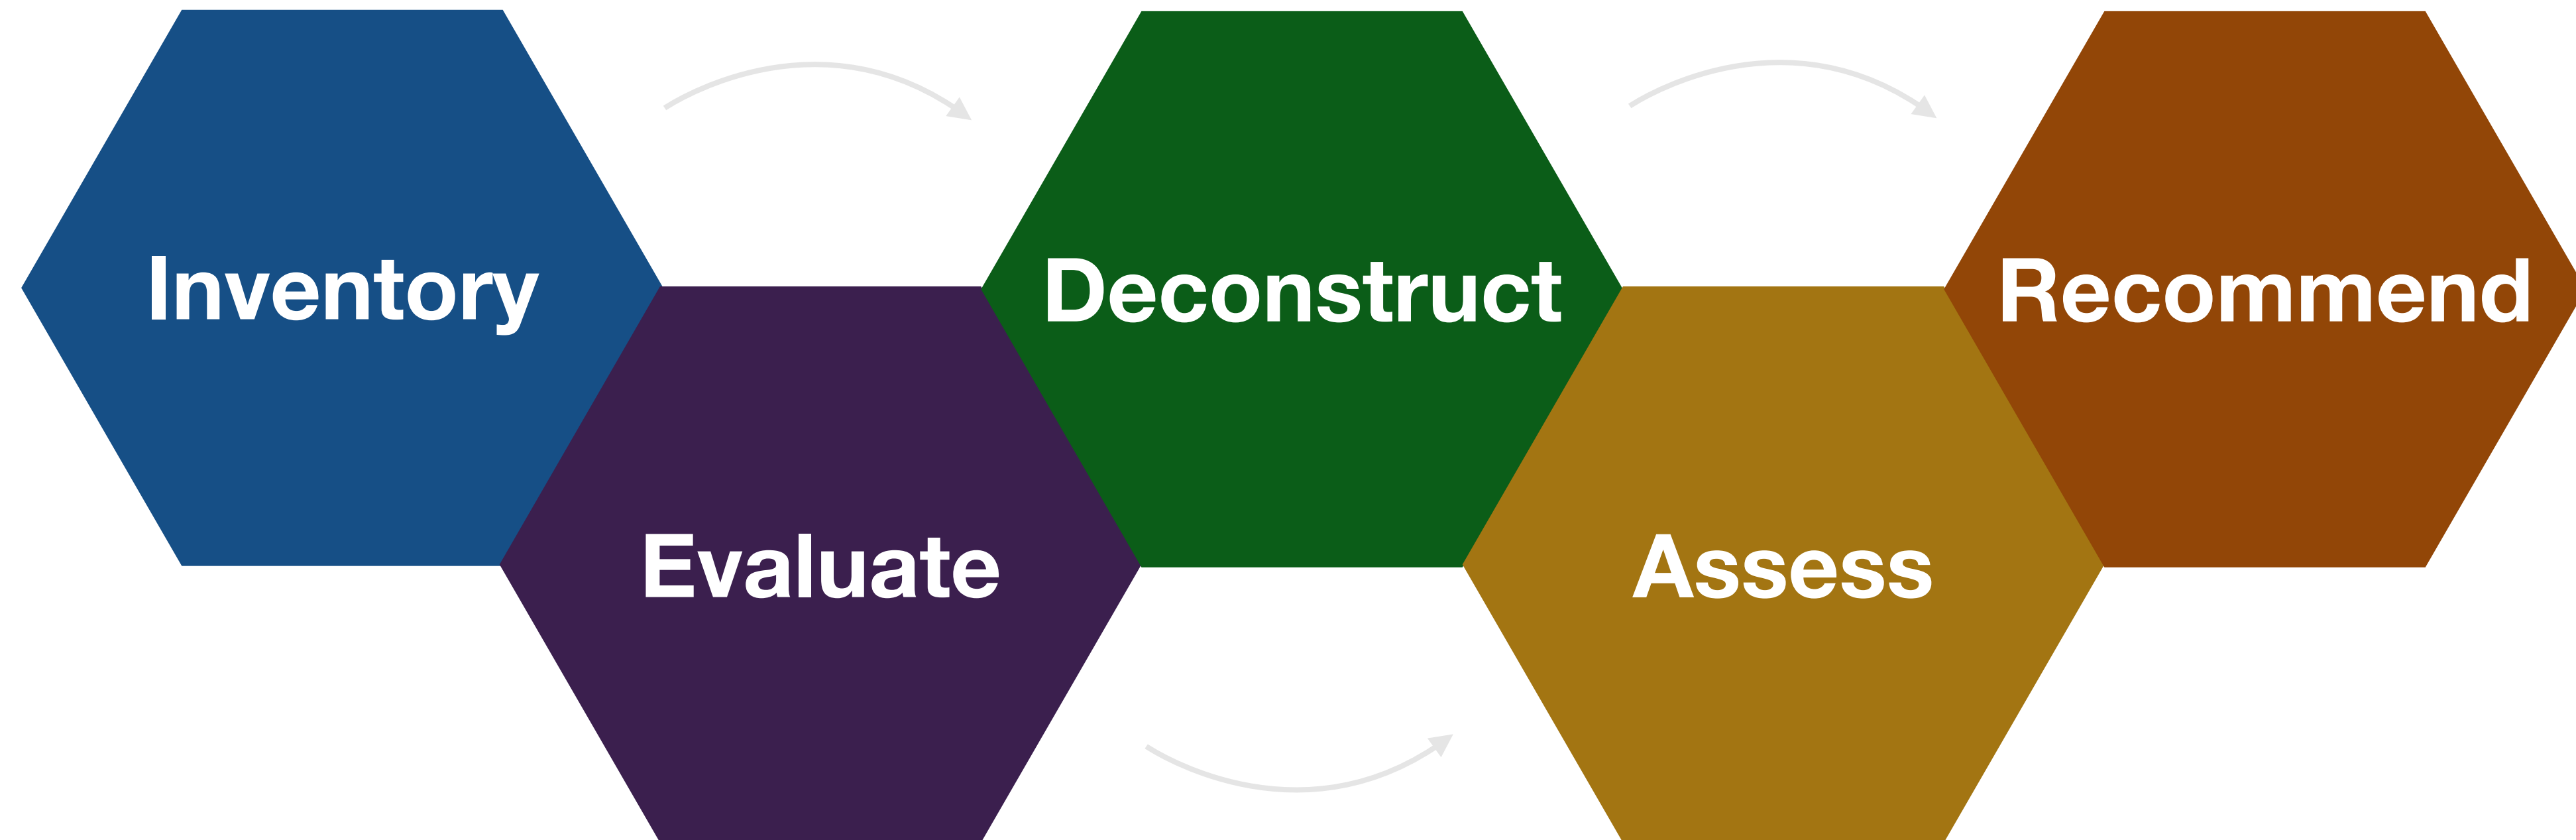 Inventory
Evaluate
Deconstruct
Assess
Recommend